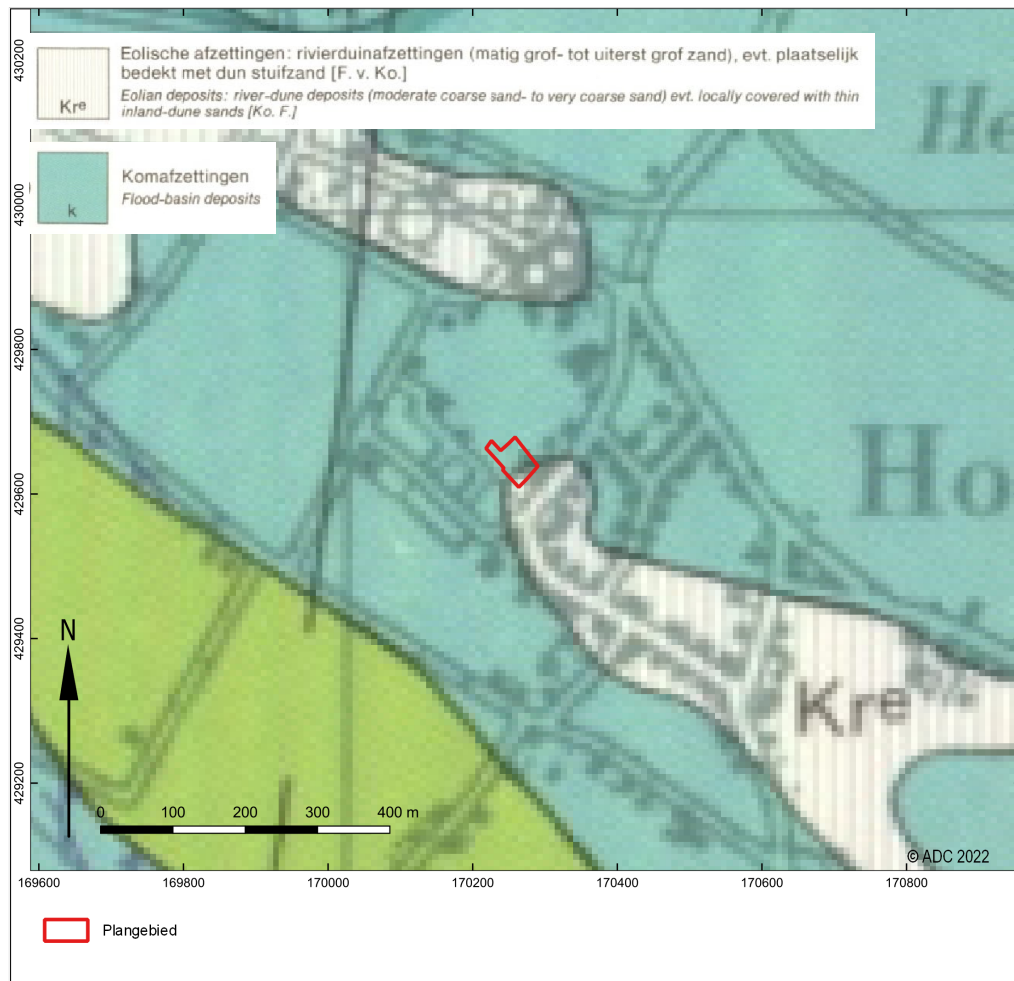 Eolische afzettingen: rivierduinafzettingen (matig grof- tot uiterst grof zand), evt. plaatselijk
bedekt met dun stuifzand [F. v. Ko.]
Eolian deposits: river-dune deposits (moderate coarse sand- to very coarse sand) evt. locally covered with thin
inland-dune sands [Ko. F.]
Kre
Komafzettingen
Flood-basin deposits
k
He
Ho
Kre
430200
430000
429800
429600
429400
429200
N
0 100 200 300 400 m
© ADC 2022
169600 169800 170000 170200 170400 170600 170800
Plangebied